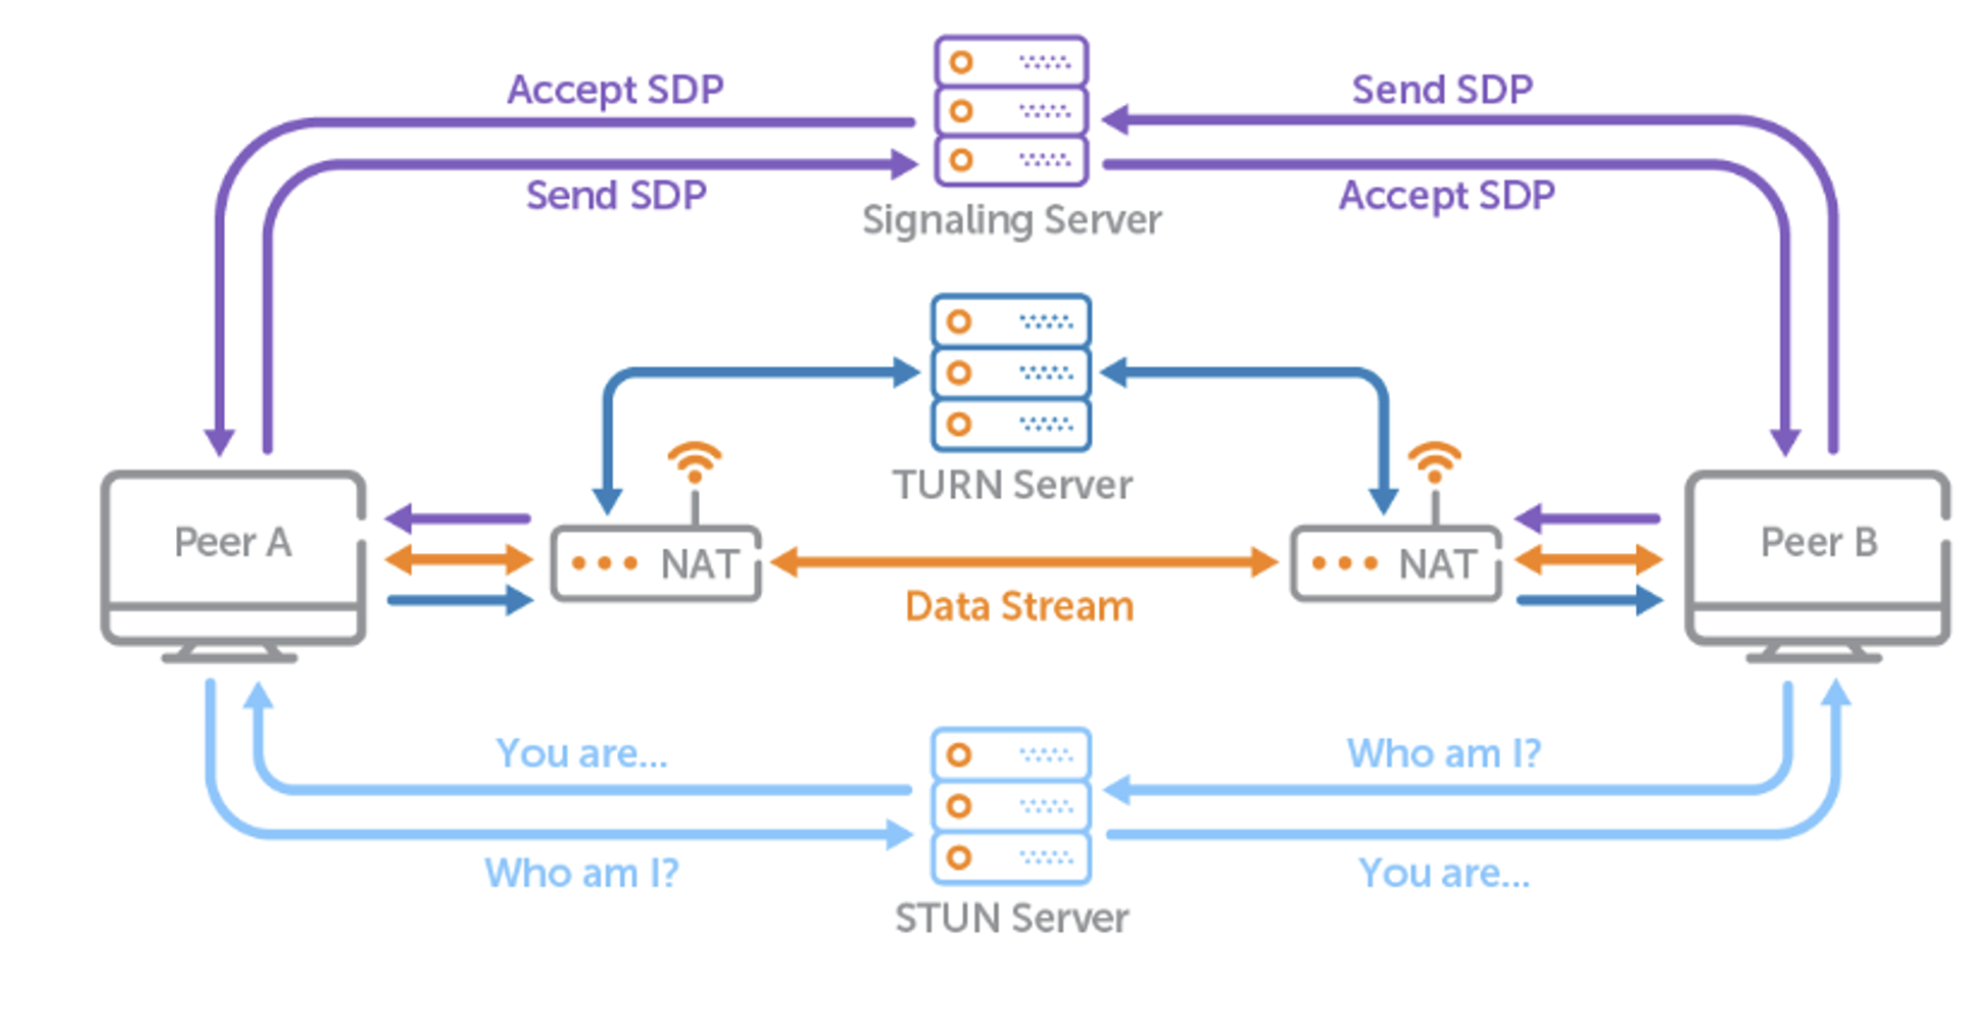 Accept SDP
Send SDP
Send SDP
Accept SDP
Signaling Server
TURN Server
Peer A
NAT
NAT
Peer B
Data Stream
You are...
Who am I?
Who am I?
You are...
STUN Server